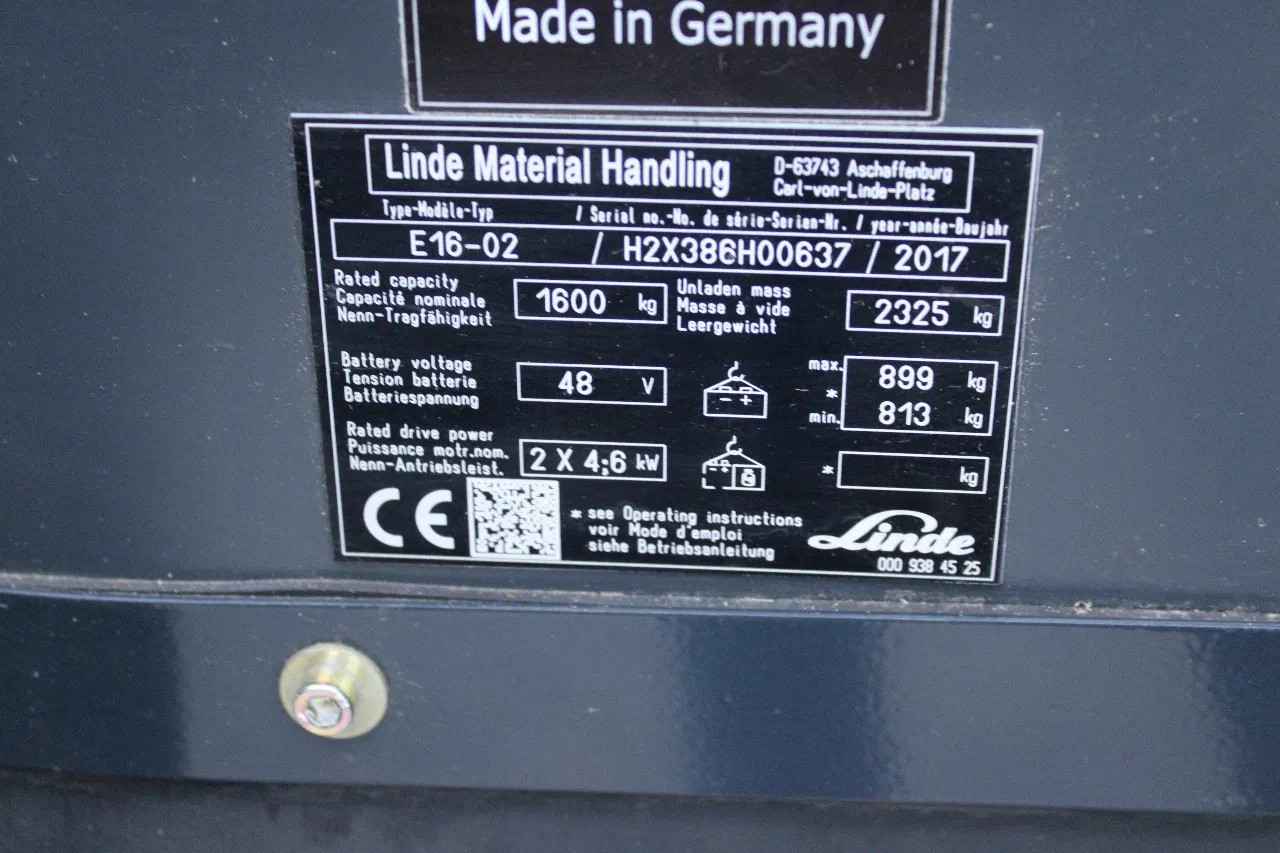 Made in Germany
Linde Material Handling
D-63743 Aschaffenburg
Carl-von-Linde-Platz
Type-Modèle-Typ / Serial no.-No. de série-Serien-Nr. / year-année-Baujahr
E16-02 / H2X386H00637 / 2017
Rated capacity
Capacité nominale
Nenn-Tragfähigkeit
1600 kg
Unladen mass
Masse à vide
Leergewicht
2325 kg
Battery voltage
Tension batterie
Batteriespannung
48 V
- +
max. 899 kg
*
min. 813 kg
Rated drive power
Puissance motr.nom.
Nenn-Antriebsleist.
2 X 4;6 kW
- +
* kg
CE
* see Operating instructions
voir Mode d'emploi
siehe Betriebsanleitung
Linde
000 938 45 25